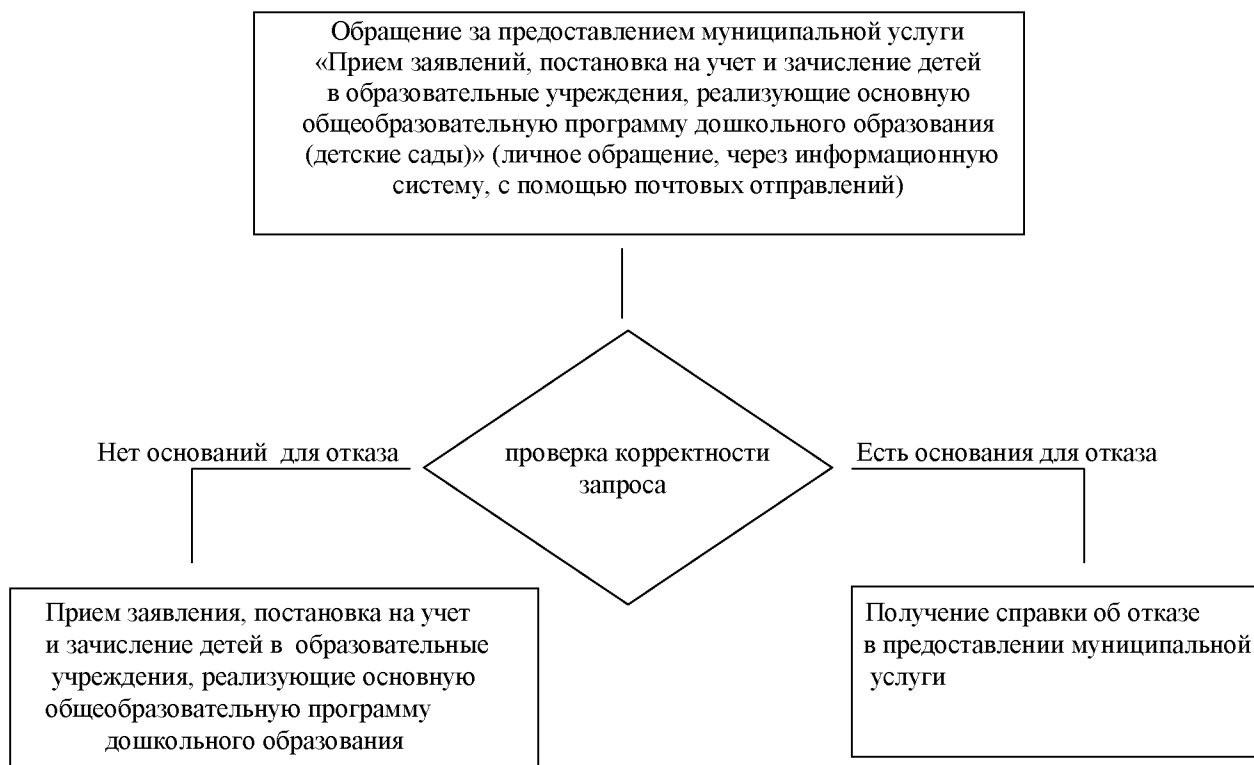 Обращение за предоставлением муниципальной услуги
«Прием заявлений, постановка на учет и зачисление детей
в образовательные учреждения, реализующие основную
общеобразовательную программу дошкольного образования
(детские сады)» (личное обращение, через информационную
систему, с помощью почтовых отправлений)
Нет оснований для отказа
проверка корректности
запроса
Есть основания для отказа
Прием заявления, постановка на учет
и зачисление детей в образовательные
учреждения, реализующие основную
общеобразовательную программу
дошкольного образования
Получение справки об отказе
в предоставлении муниципальной
услуги